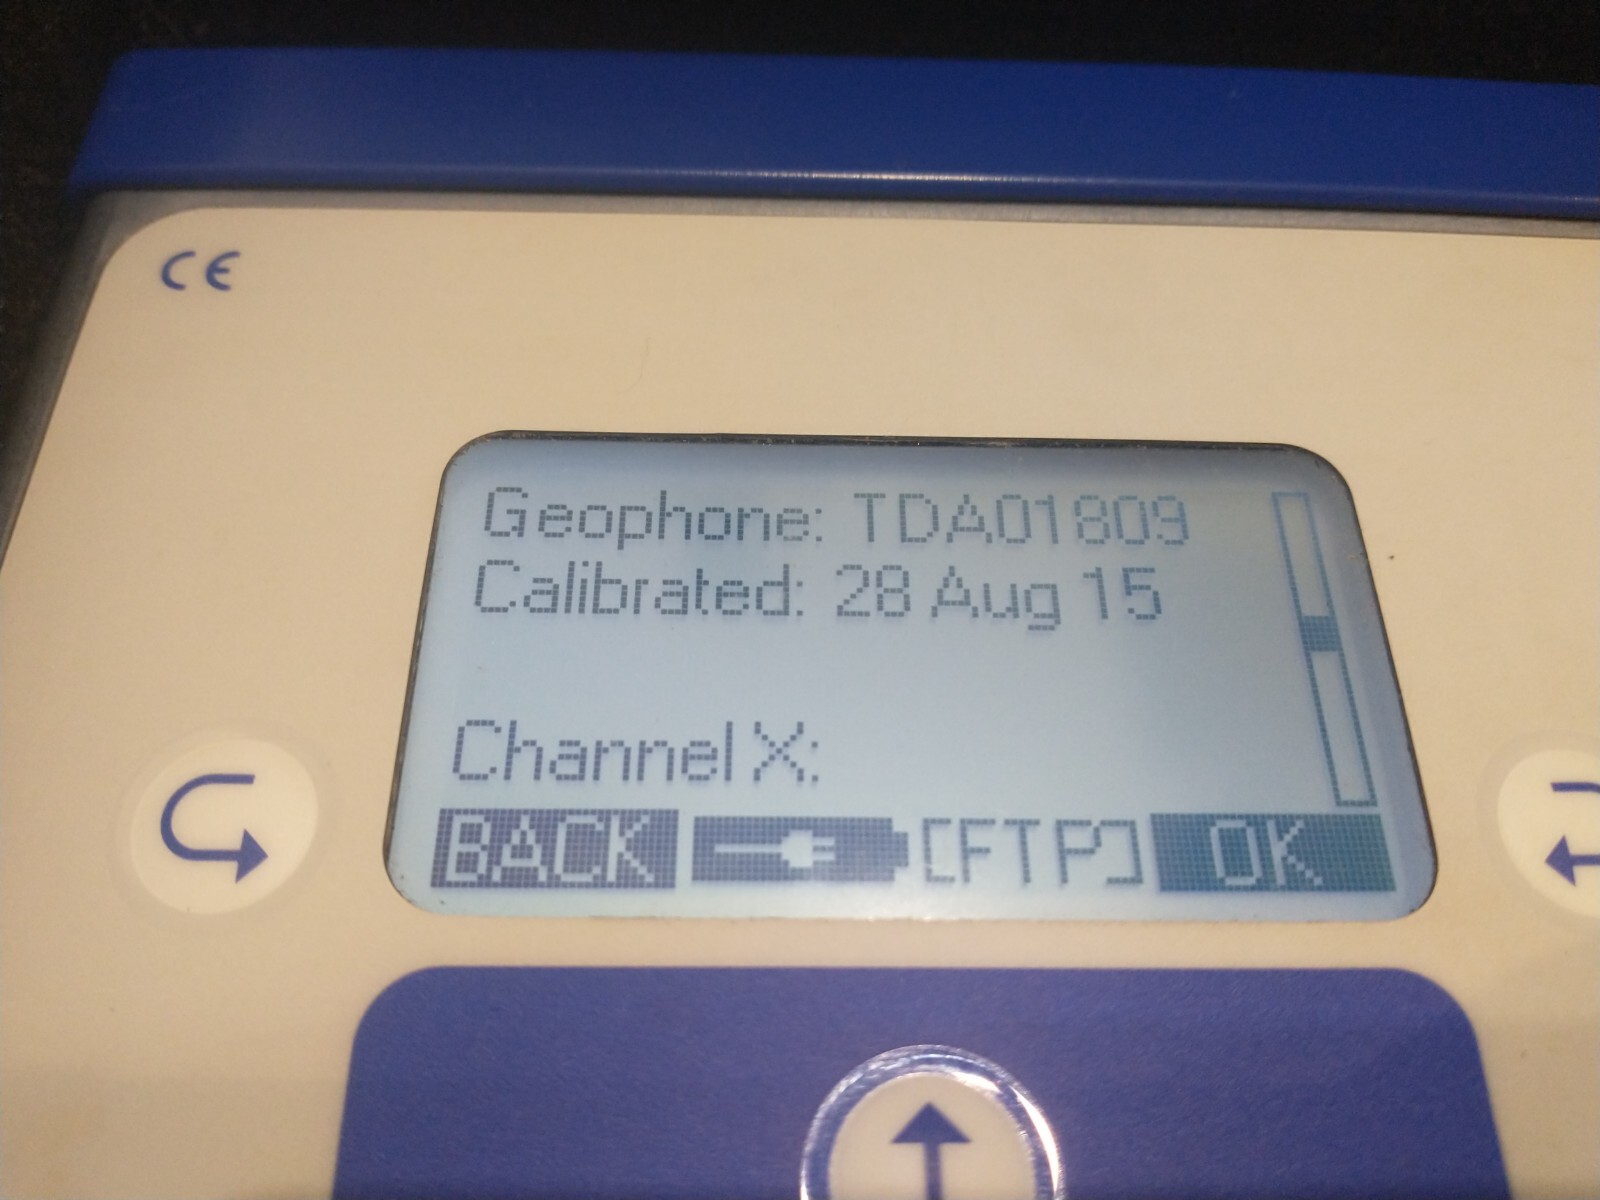 CE
Geophone: TDA01809
Calibrated: 28 Aug 15
Channel X:
BACK [FTP] OK